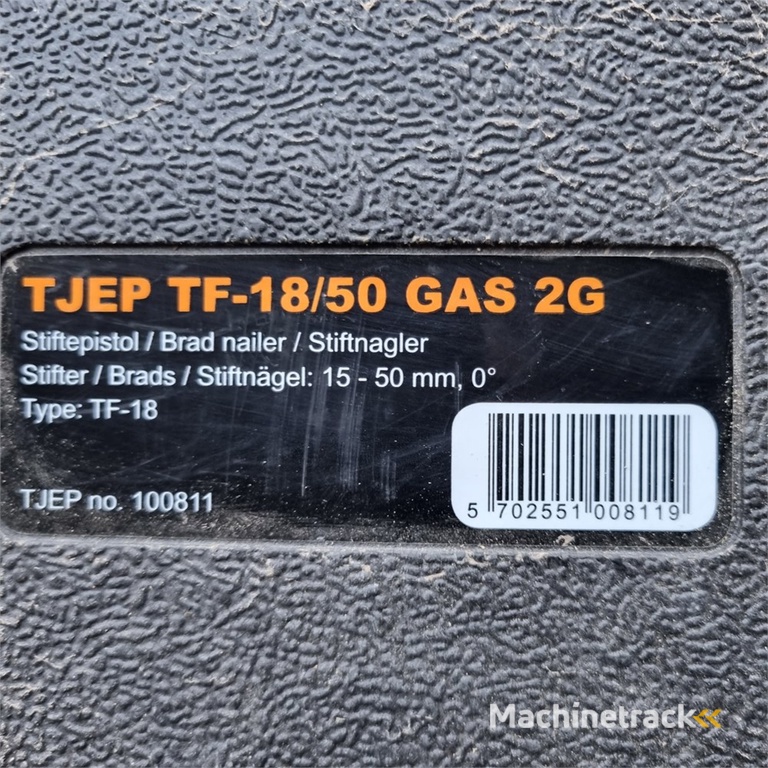 TJEP TF-18/50 GAS 2G
Stiftepistol / Brad nailer / Stiftnagler
Stifter / Brads / Stiftnägel: 15 - 50 mm, 0°
Type: TF-18
TJEP no. 100811
5 702551 008119
Machinetrack